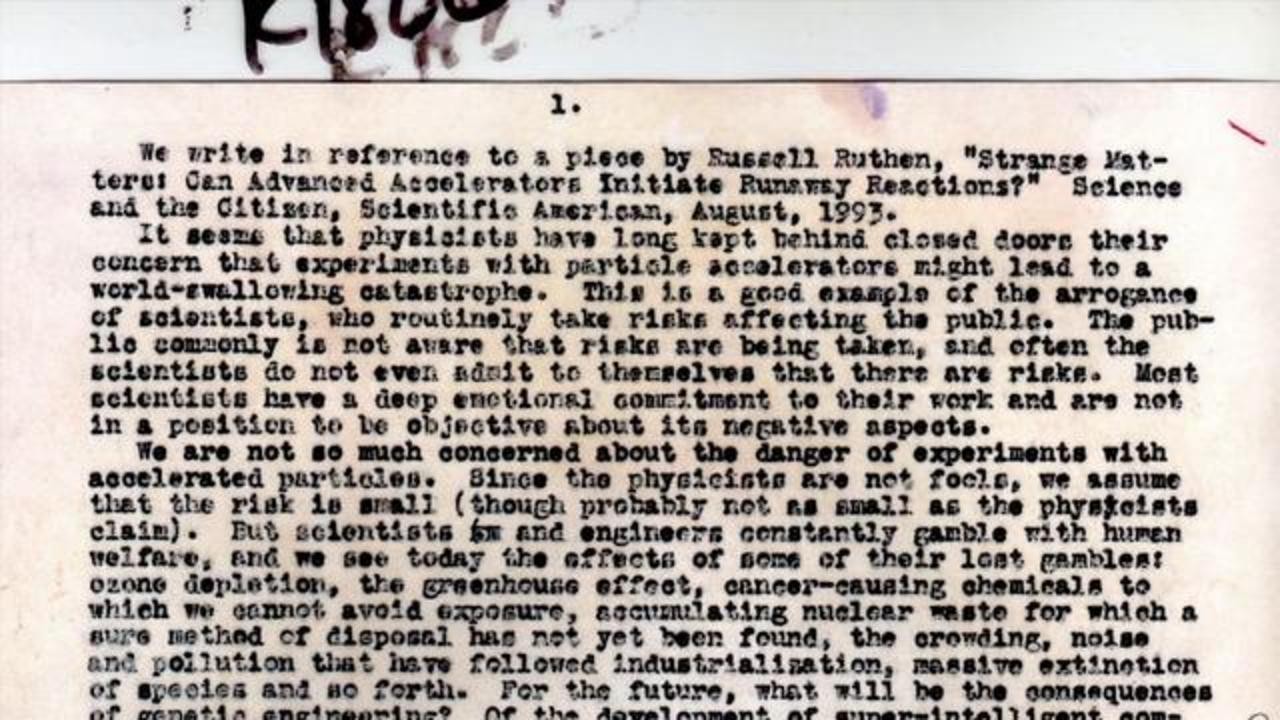 1.
We write in reference to a piece by Russell Ruthen, "Strange Mat-
ters: Can Advanced Accelerators Initiate Runaway Reactions?" Science
and the Citizen, Scientific American, August, 1993.
It seems that physicists have long kept behind closed doors their
concern that experiments with particle accelerators might lead to a
world-swallowing catastrophe. This is a good example of the arrogance
of scientists, who routinely take risks affecting the public. The pub-
lic commonly is not aware that risks are being taken, and often the
scientists do not even admit to themselves that there are risks. Most
scientists have a deep emotional commitment to their work and are not
in a position to be objective about its negative aspects.
We are not so much concerned about the danger of experiments with
accelerated particles. Since the physicists are not fools, we assume
that the risk is small (though probably not as small as the physicists
claim). But scientists and engineers constantly gamble with human
welfare, and we see today the effects of some of their lost gambles:
ozone depletion, the greenhouse effect, cancer-causing chemicals to
which we cannot avoid exposure, accumulating nuclear waste for which a
sure method of disposal has not yet been found, the crowding, noise
and pollution that have followed industrialization, massive extinction
of species and so forth. For the future, what will be the consequences
of genetic engineering? Of the development of super-intelligent com-